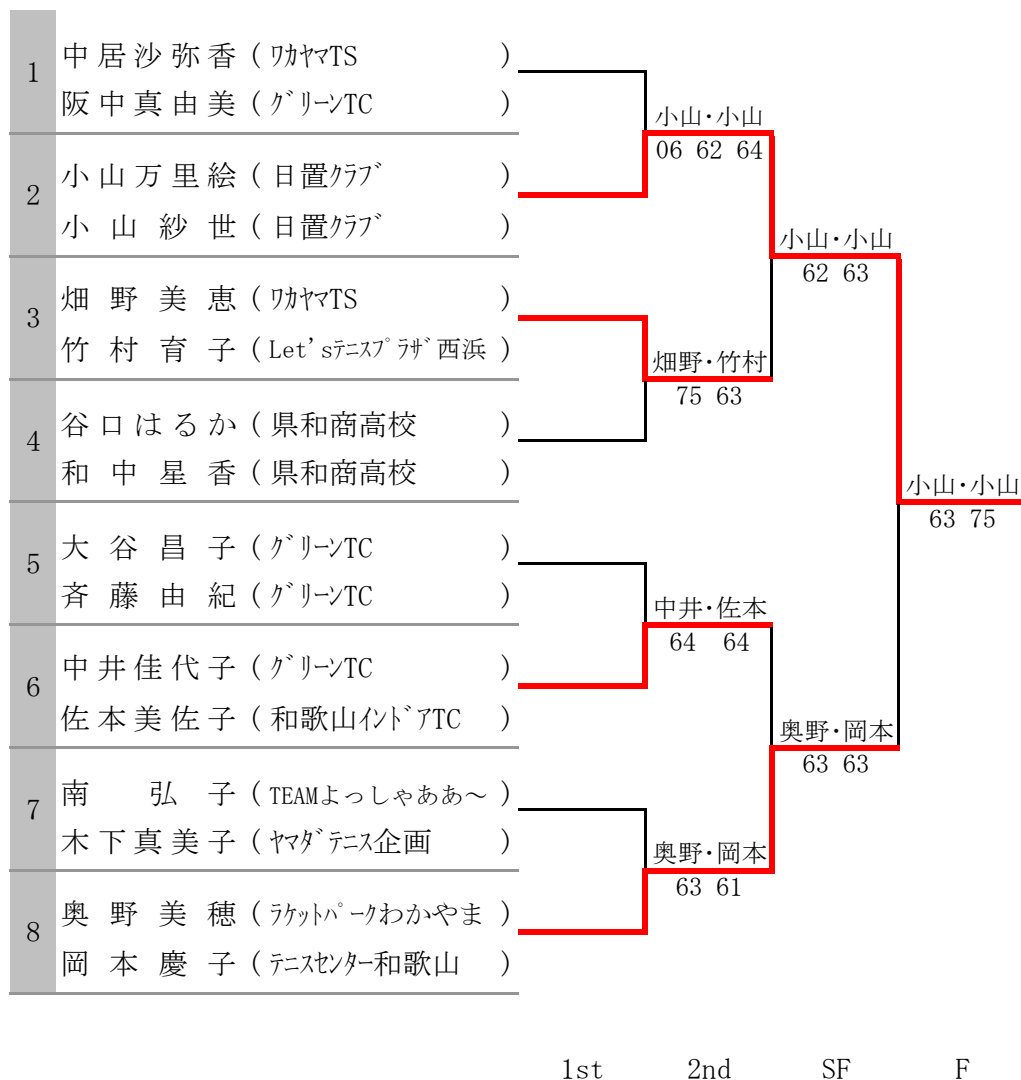 1
中居沙弥香(ﾜｶﾔﾏTS)
阪中真由美(ｸﾞﾘｰﾝTC)
2
小山万里絵(日置ｸﾗﾌﾞ)
小山紗世(日置ｸﾗﾌﾞ)
3
畑野美恵(ﾜｶﾔﾏTS)
竹村育子(Let'sﾃﾆｽﾌﾟﾗｻﾞ西浜)
4
谷口はるか(県和商高校)
和中星香(県和商高校)
5
大谷昌子(ｸﾞﾘｰﾝTC)
斉藤由紀(ｸﾞﾘｰﾝTC)
6
中井佳代子(ｸﾞﾘｰﾝTC)
佐本美佐子(和歌山ｲﾝﾄﾞｱTC)
7
南弘子(TEAMよっしゃああ～)
木下真美子(ﾔﾏﾀﾞﾃﾆｽ企画)
8
奥野美穂(ﾗｹｯﾄﾊﾟｰｸわかやま)
岡本慶子(ﾃﾆｽｾﾝﾀｰ和歌山)
小山・小山
06 62 64
畑野・竹村
75 63
中井・佐本
64 64
奥野・岡本
63 61
小山・小山
62 63
奥野・岡本
63 63
小山・小山
63 75
1st 2nd SF F